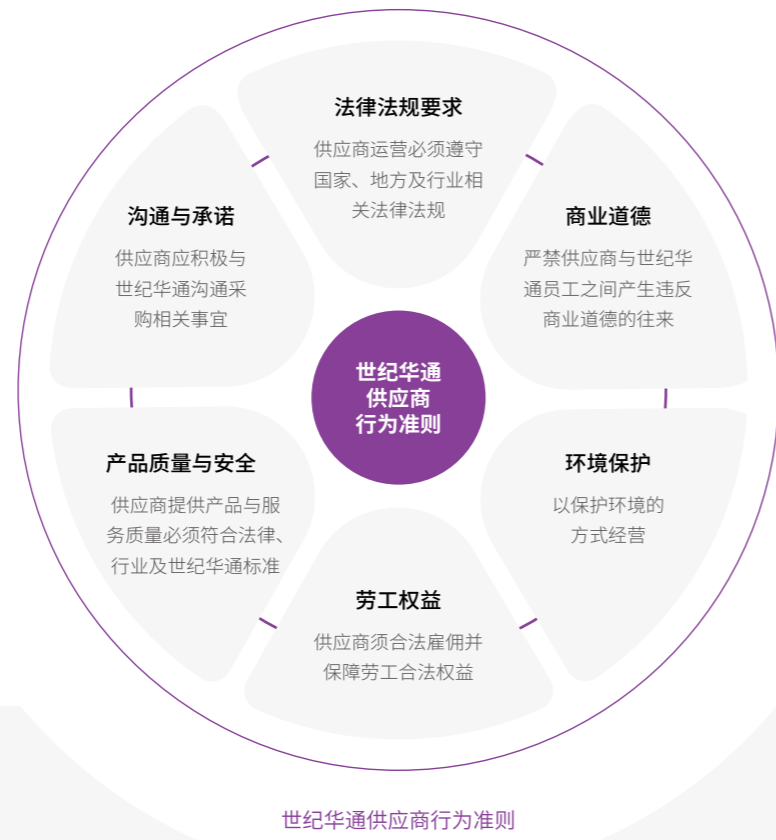 法律法规要求
供应商运营必须遵守
国家、地方及行业相
关法律法规
商业道德
严禁供应商与世纪华
通员工之间产生违反
商业道德的往来
环境保护
以保护环境的
方式经营
劳工权益
供应商须合法雇佣并
保障劳工合法权益
产品质量与安全
供应商提供产品与服
务质量必须符合法律、
行业及世纪华通标准
沟通与承诺
供应商应积极与
世纪华通沟通采
购相关事宜
世纪华通
供应商
行为准则
世纪华通供应商行为准则